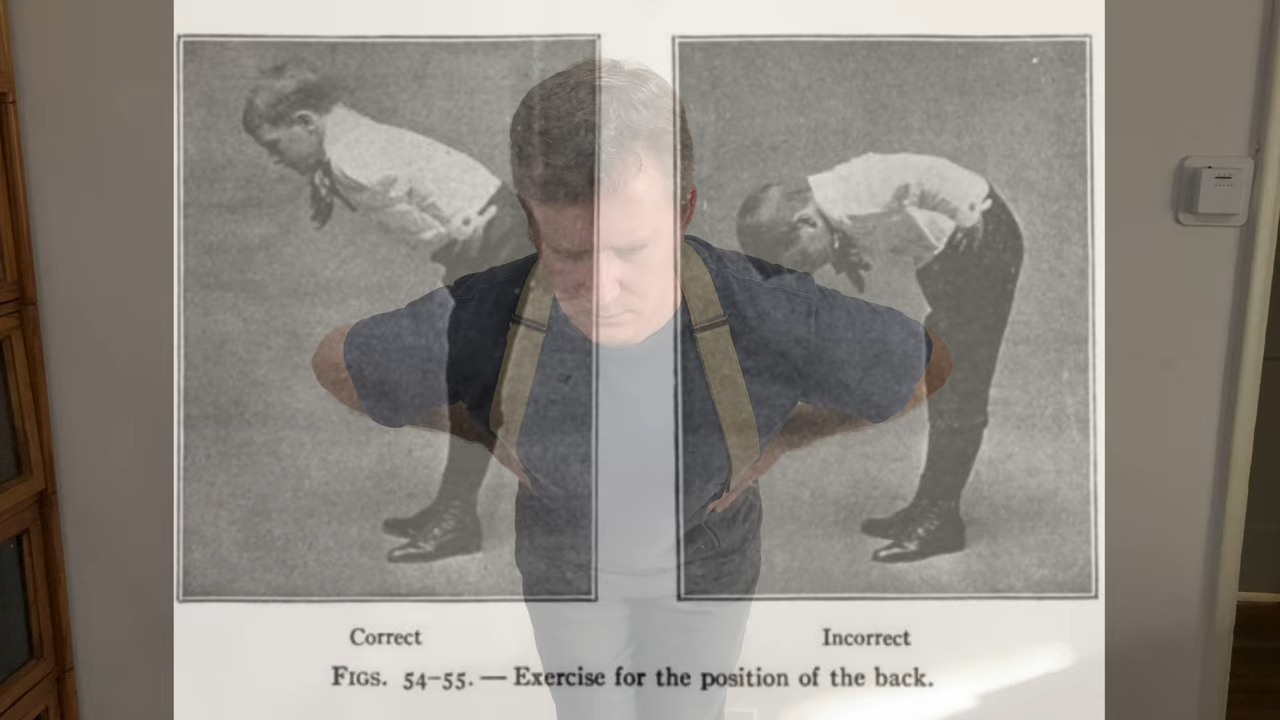 Correct
Incorrect
Figs. 54–55. — Exercise for the position of the back.